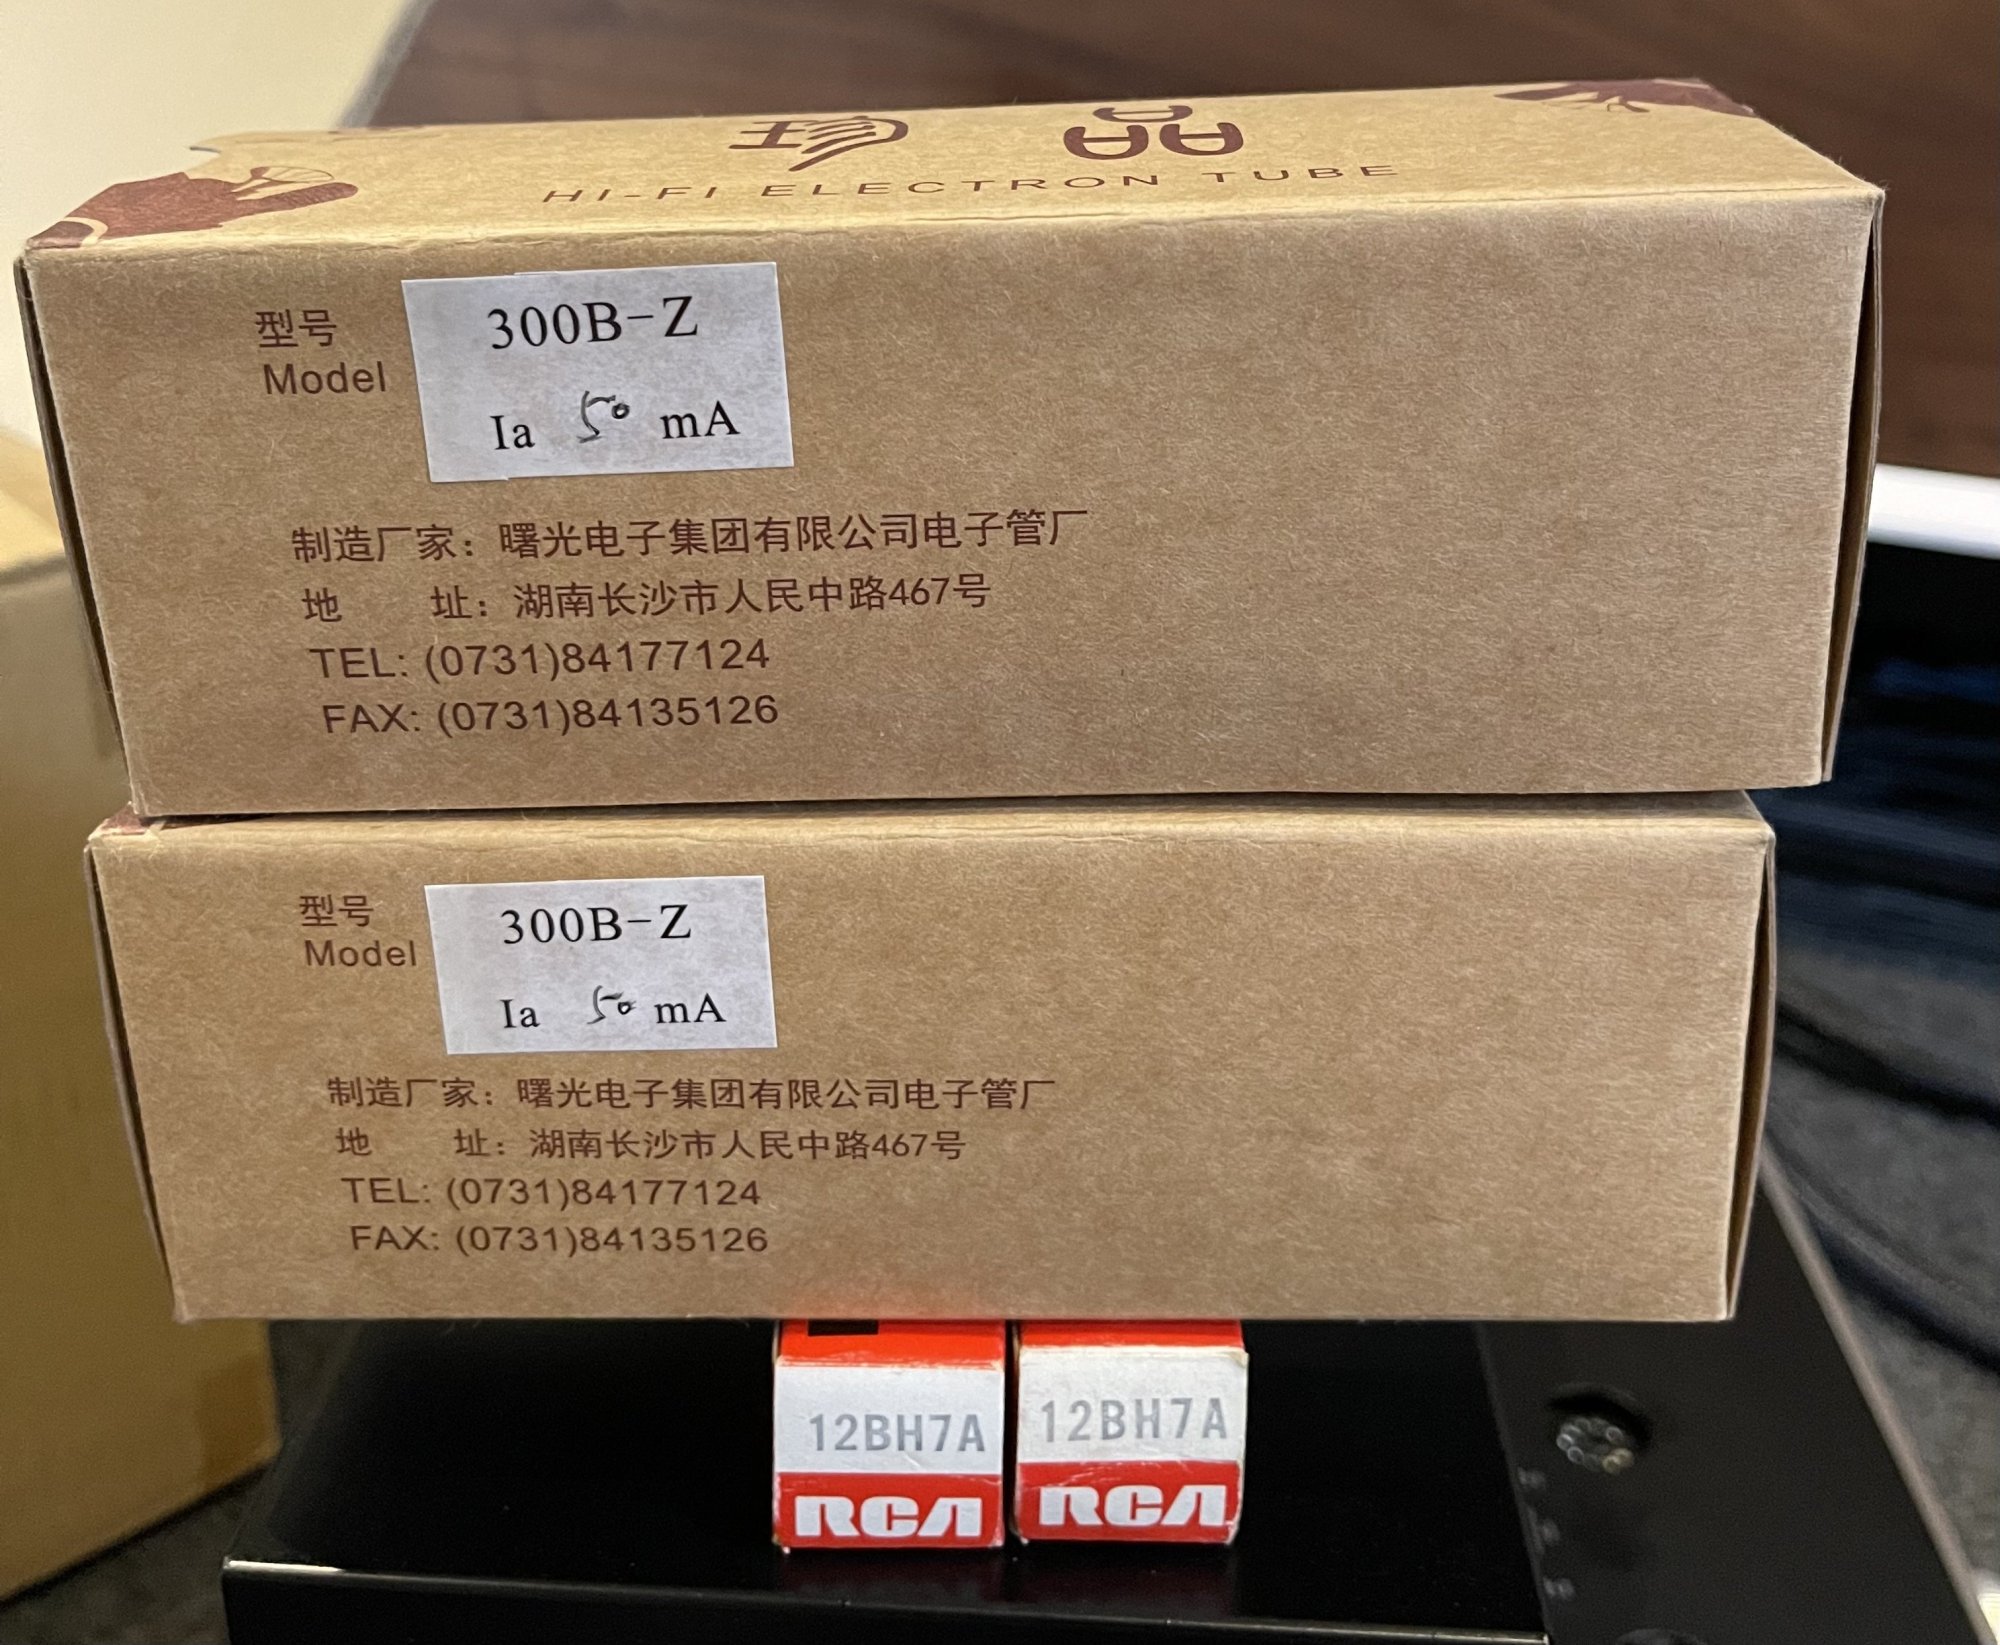 珍 品
HI-FI ELECTRON TUBE
型号
Model
300B-Z
Ia 50 mA
制造厂家：曙光电子集团有限公司电子管厂
地 址：湖南长沙市人民中路467号
TEL: (0731)84177124
FAX: (0731)84135126
型号
Model
300B-Z
Ia 50 mA
制造厂家：曙光电子集团有限公司电子管厂
地 址：湖南长沙市人民中路467号
TEL: (0731)84177124
FAX: (0731)84135126
12BH7A
RCA
12BH7A
RCA